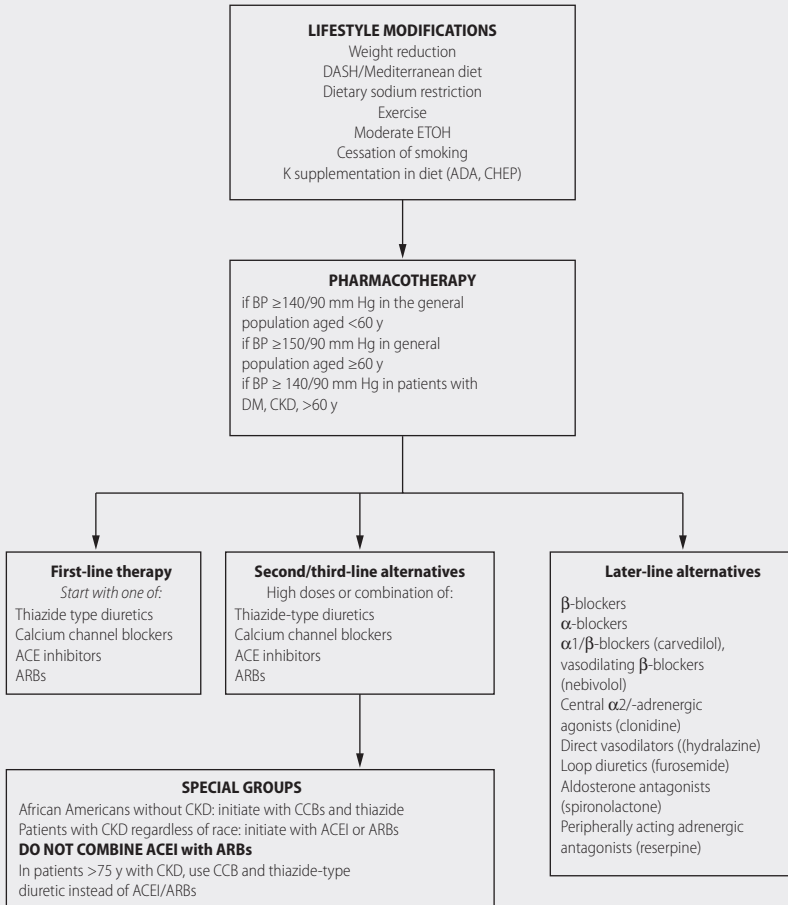 LIFESTYLE MODIFICATIONS
Weight reduction
DASH/Mediterranean diet
Dietary sodium restriction
Exercise
Moderate ETOH
Cessation of smoking
K supplementation in diet (ADA, CHEP)
PHARMACOTHERAPY
if BP ≥140/90 mm Hg in the general
population aged <60 y
if BP ≥150/90 mm Hg in general
population aged ≥60 y
if BP ≥ 140/90 mm Hg in patients with
DM, CKD, >60 y
First-line therapy
Start with one of:
Thiazide type diuretics
Calcium channel blockers
ACE inhibitors
ARBs
Second/third-line alternatives
High doses or combination of:
Thiazide-type diuretics
Calcium channel blockers
ACE inhibitors
ARBs
Later-line alternatives
β-blockers
α-blockers
α1/β-blockers (carvedilol),
vasodilating β-blockers
(nebivolol)
Central α2/-adrenergic
agonists (clonidine)
Direct vasodilators ((hydralazine)
Loop diuretics (furosemide)
Aldosterone antagonists
(spironolactone)
Peripherally acting adrenergic
antagonists (reserpine)
SPECIAL GROUPS
African Americans without CKD: initiate with CCBs and thiazide
Patients with CKD regardless of race: initiate with ACEI or ARBs
DO NOT COMBINE ACEI with ARBs
In patients >75 y with CKD, use CCB and thiazide-type
diuretic instead of ACEI/ARBs